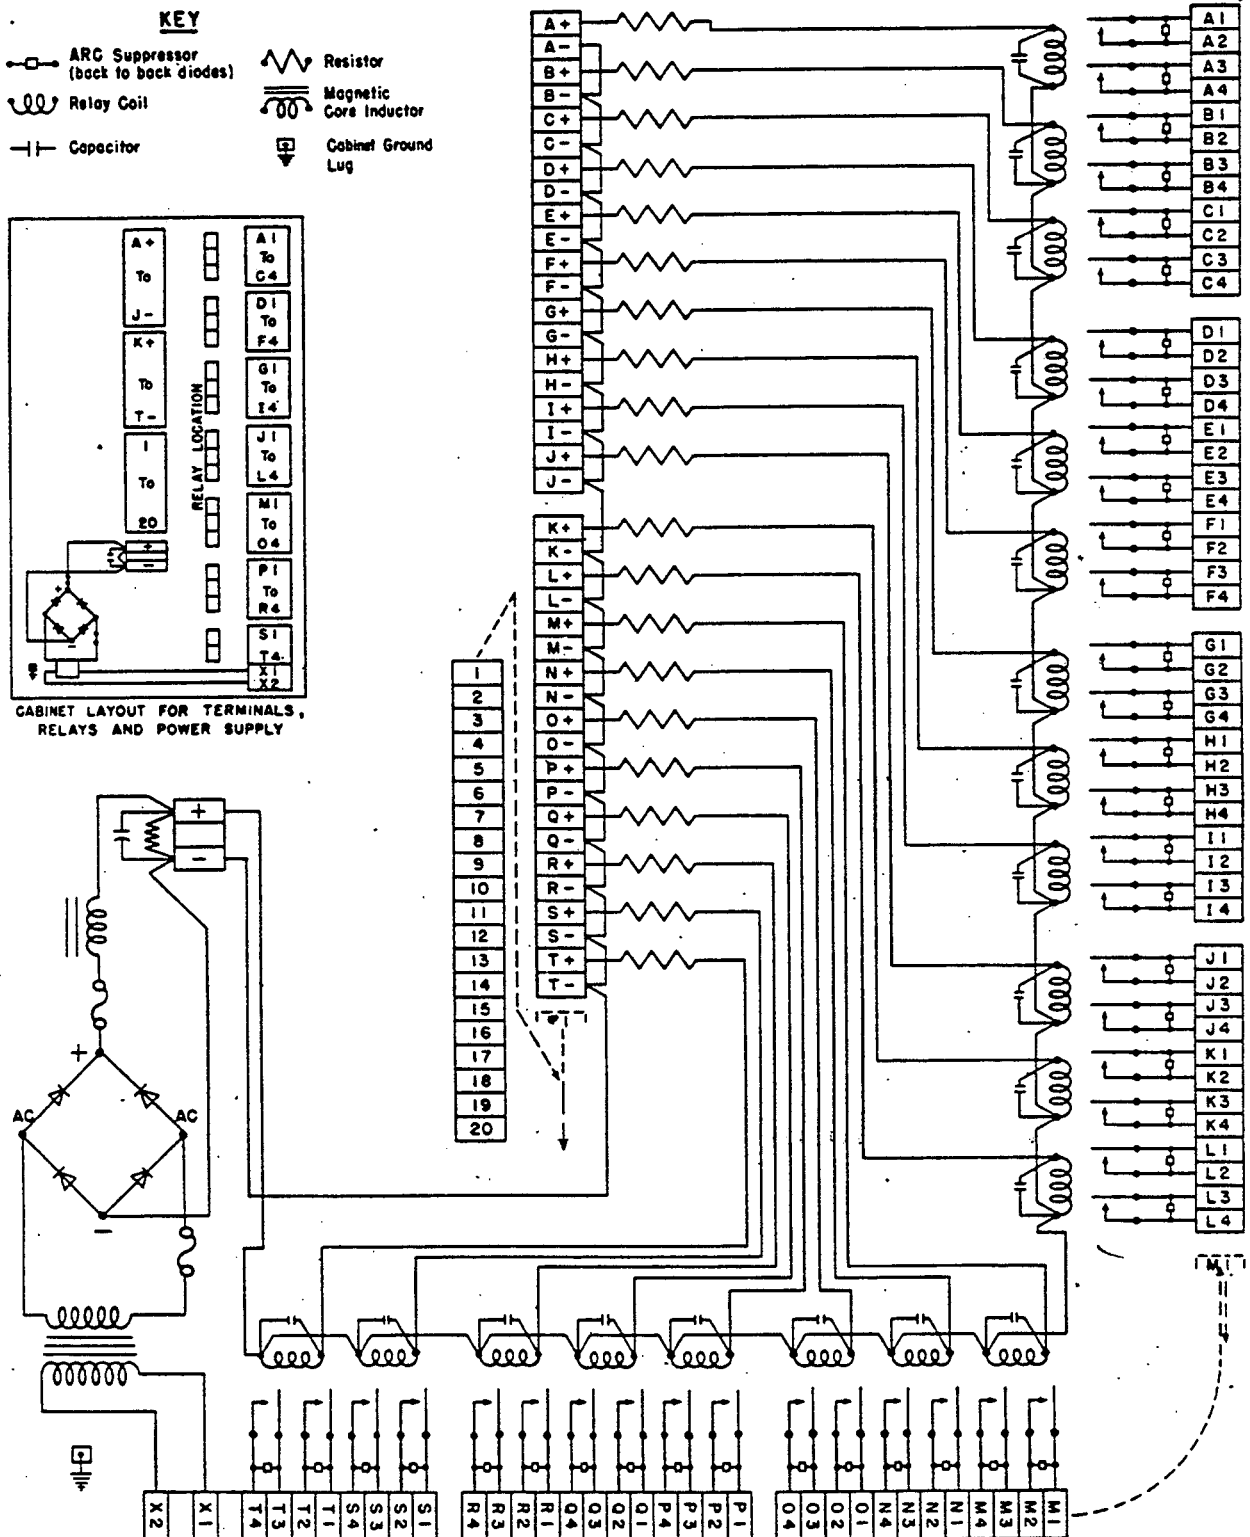 KEY
ARC Suppressor
(back to back diodes)
Resistor
Relay Coil
Magnetic
Core Inductor
Capacitor
Cabinet Ground
Lug
A+
To
J-
K+
To
T-
1
To
20
+
-
+
-
RELAY LOCATION
A1
To
C4
D1
To
F4
G1
To
I4
J1
To
L4
M1
To
O4
P1
To
R4
S1
T4
X1
X2
CABINET LAYOUT FOR TERMINALS,
RELAYS AND POWER SUPPLY
A+
A-
B+
B-
C+
C-
D+
D-
E+
E-
F+
F-
G+
G-
H+
H-
I+
I-
J+
J-
K+
K-
L+
L-
M+
M-
N+
N-
O+
O-
P+
P-
Q+
Q-
R+
R-
S+
S-
T+
T-
1
2
3
4
5
6
7
8
9
10
11
12
13
14
15
16
17
18
19
20
A1
A2
A3
A4
B1
B2
B3
B4
C1
C2
C3
C4
D1
D2
D3
D4
E1
E2
E3
E4
F1
F2
F3
F4
G1
G2
G3
G4
H1
H2
H3
H4
I1
I2
I3
I4
J1
J2
J3
J4
K1
K2
K3
K4
L1
L2
L3
L4
M1
+
-
+
AC
AC
-
X2
X1
T4
T3
T2
T1
S4
S3
S2
S1
R4
R3
R2
R1
Q4
Q3
Q2
Q1
P4
P3
P2
P1
O4
O3
O2
O1
N4
N3
N2
N1
M4
M3
M2
M1